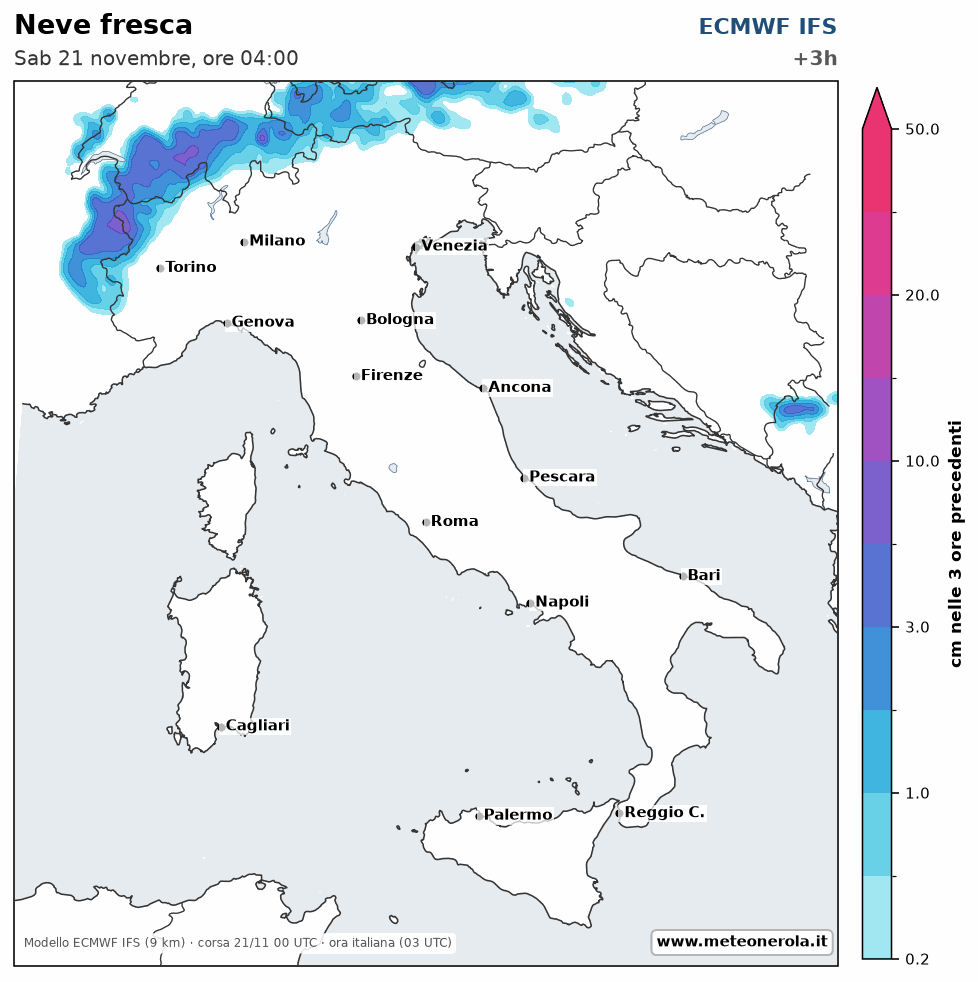 Neve fresca
ECMWF IFS
Sab 21 novembre, ore 04:00
+3h
50.0
20.0
10.0
3.0
1.0
0.2
cm nelle 3 ore precedenti
Milano
Venezia
Torino
Genova
Bologna
Firenze
Ancona
Pescara
Roma
Bari
Napoli
Cagliari
Palermo
Reggio C.
Modello ECMWF IFS (9 km) · corsa 21/11 00 UTC · ora italiana (03 UTC)
www.meteonerola.it